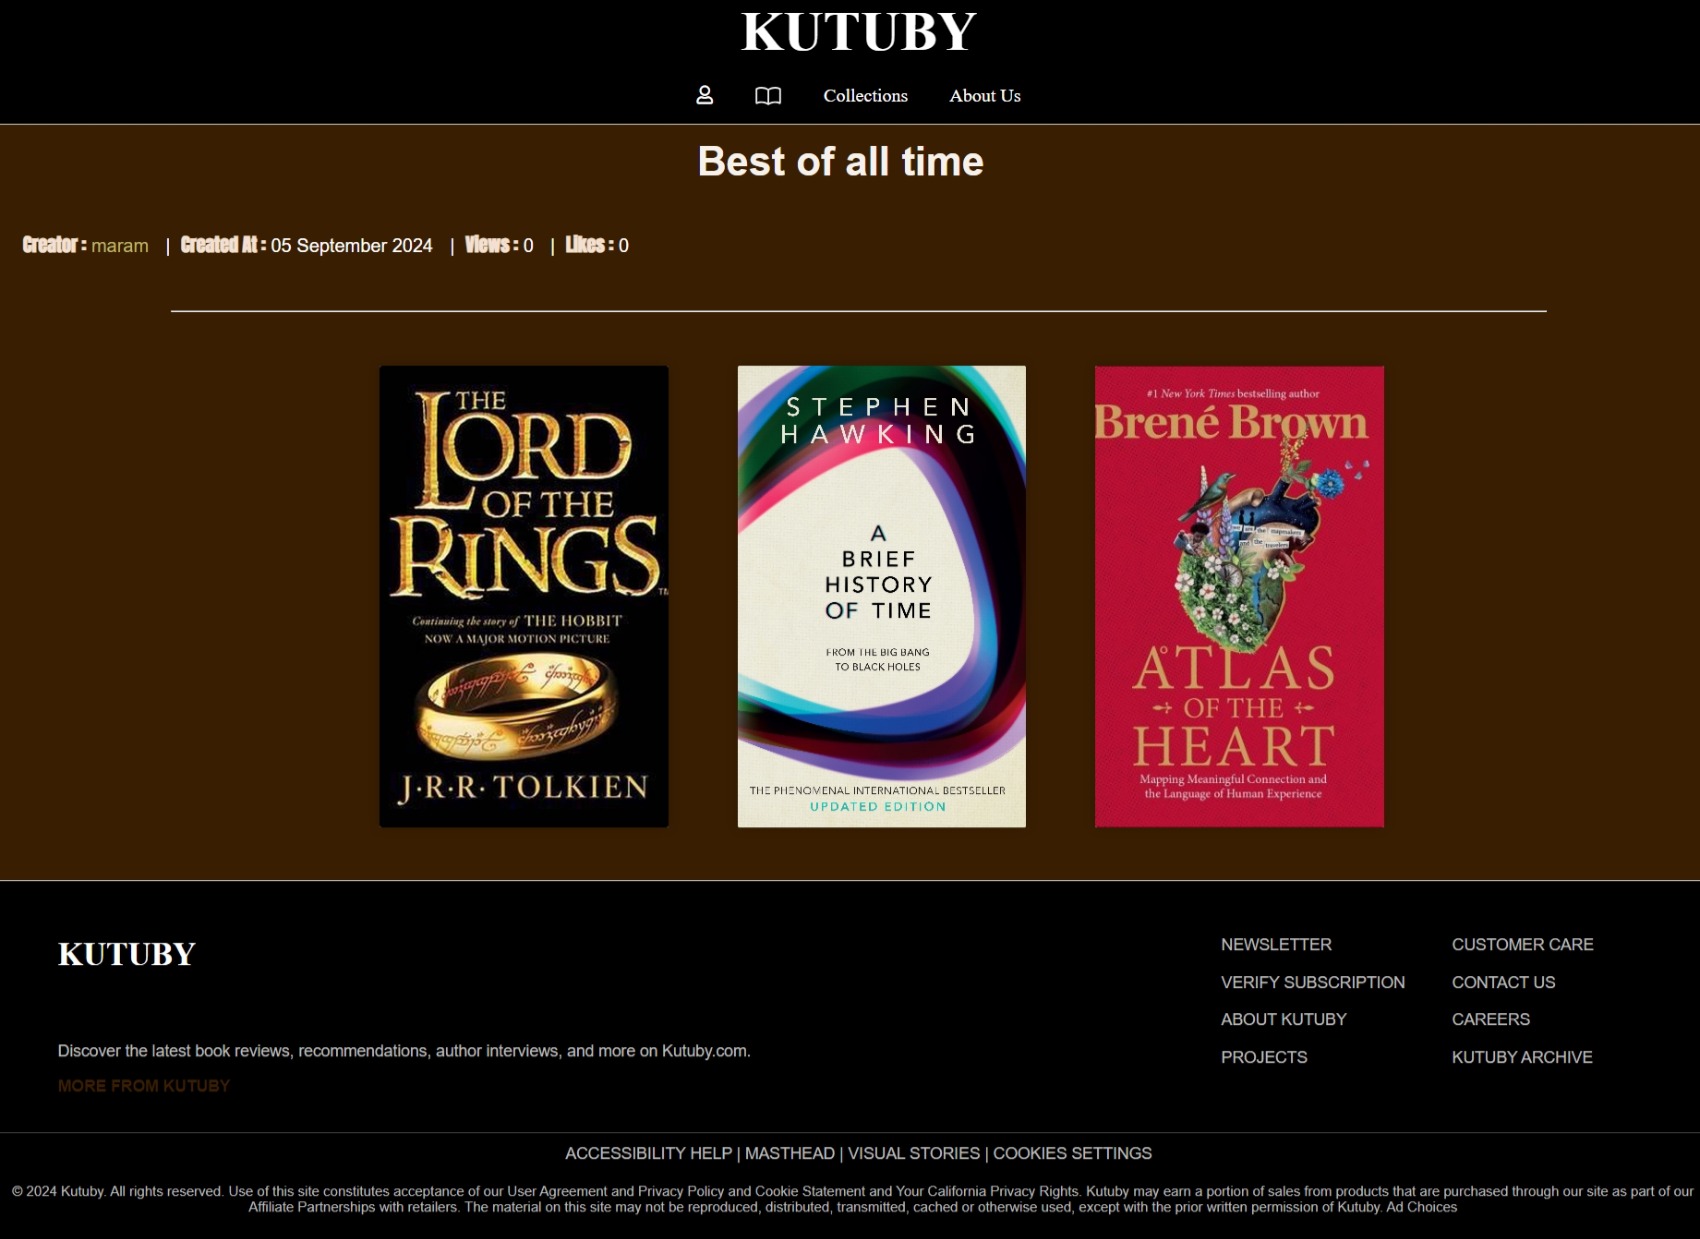 KUTUBY
Collections About Us
Best of all time
Creator : maram | Created At : 05 September 2024 | Views : 0 | Likes : 0
THE
LORD
OF THE
RINGS
TM
Continuing the story of THE HOBBIT
NOW A MAJOR MOTION PICTURE
J·R·R·TOLKIEN
STEPHEN
HAWKING
A
BRIEF
HISTORY
OF TIME
FROM THE BIG BANG
TO BLACK HOLES
THE PHENOMENAL INTERNATIONAL BESTSELLER
UPDATED EDITION
#1 New York Times bestselling author
Brené Brown
ATLAS
OF THE
HEART
Mapping Meaningful Connection and
the Language of Human Experience
KUTUBY
Discover the latest book reviews, recommendations, author interviews, and more on Kutuby.com.
MORE FROM KUTUBY
NEWSLETTER
VERIFY SUBSCRIPTION
ABOUT KUTUBY
PROJECTS
CUSTOMER CARE
CONTACT US
CAREERS
KUTUBY ARCHIVE
ACCESSIBILITY HELP | MASTHEAD | VISUAL STORIES | COOKIES SETTINGS
© 2024 Kutuby. All rights reserved. Use of this site constitutes acceptance of our User Agreement and Privacy Policy and Cookie Statement and Your California Privacy Rights. Kutuby may earn a portion of sales from products that are purchased through our site as part of our
Affiliate Partnerships with retailers. The material on this site may not be reproduced, distributed, transmitted, cached or otherwise used, except with the prior written permission of Kutuby. Ad Choices